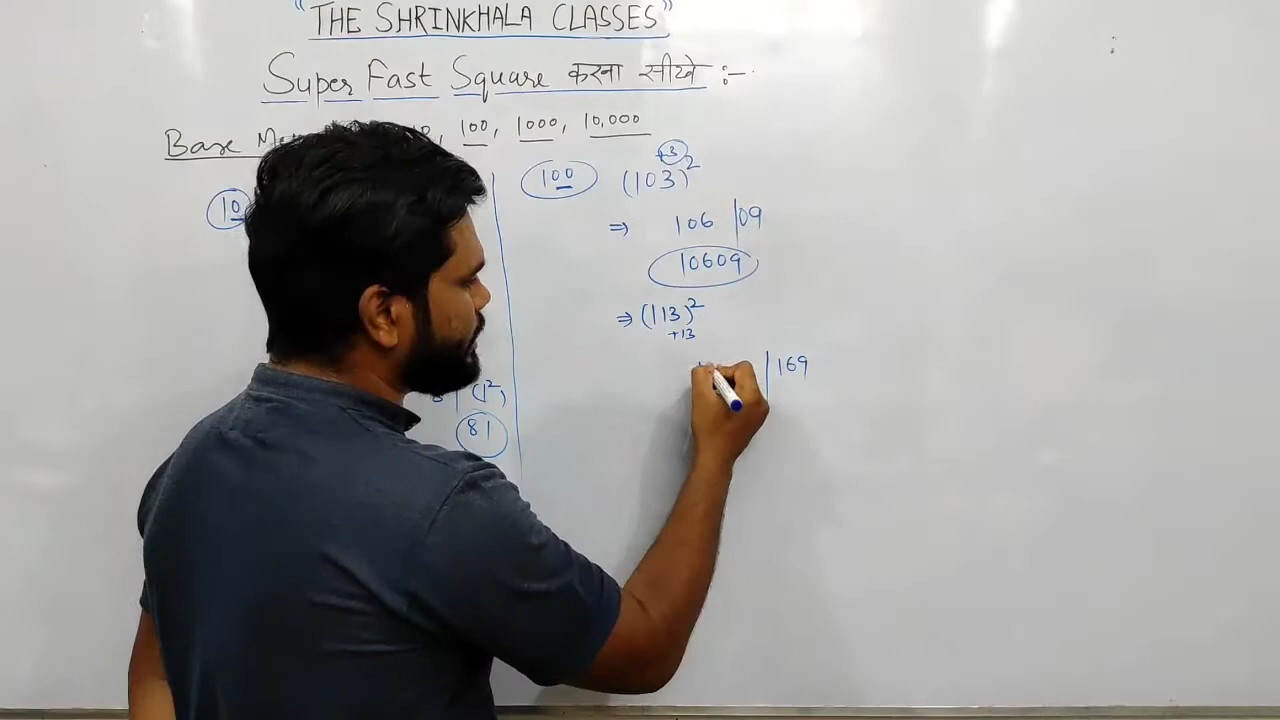 "THE SHRINKHALA CLASSES"
Super Fast Square करना सीखे :-
Base 100, 1000, 10,000
10
81
100 (103)² +3
⇒ 106 | 09
10609
⇒ (113)²
+13
| 169